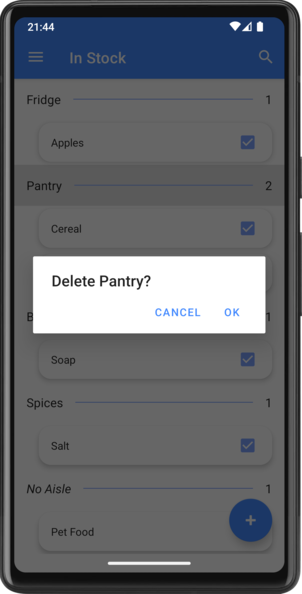 21:44
In Stock
Fridge 1
Apples
Pantry 2
Cereal
Delete Pantry?
CANCEL OK
B 1
Soap
Spices 1
Salt
No Aisle 1
Pet Food
+